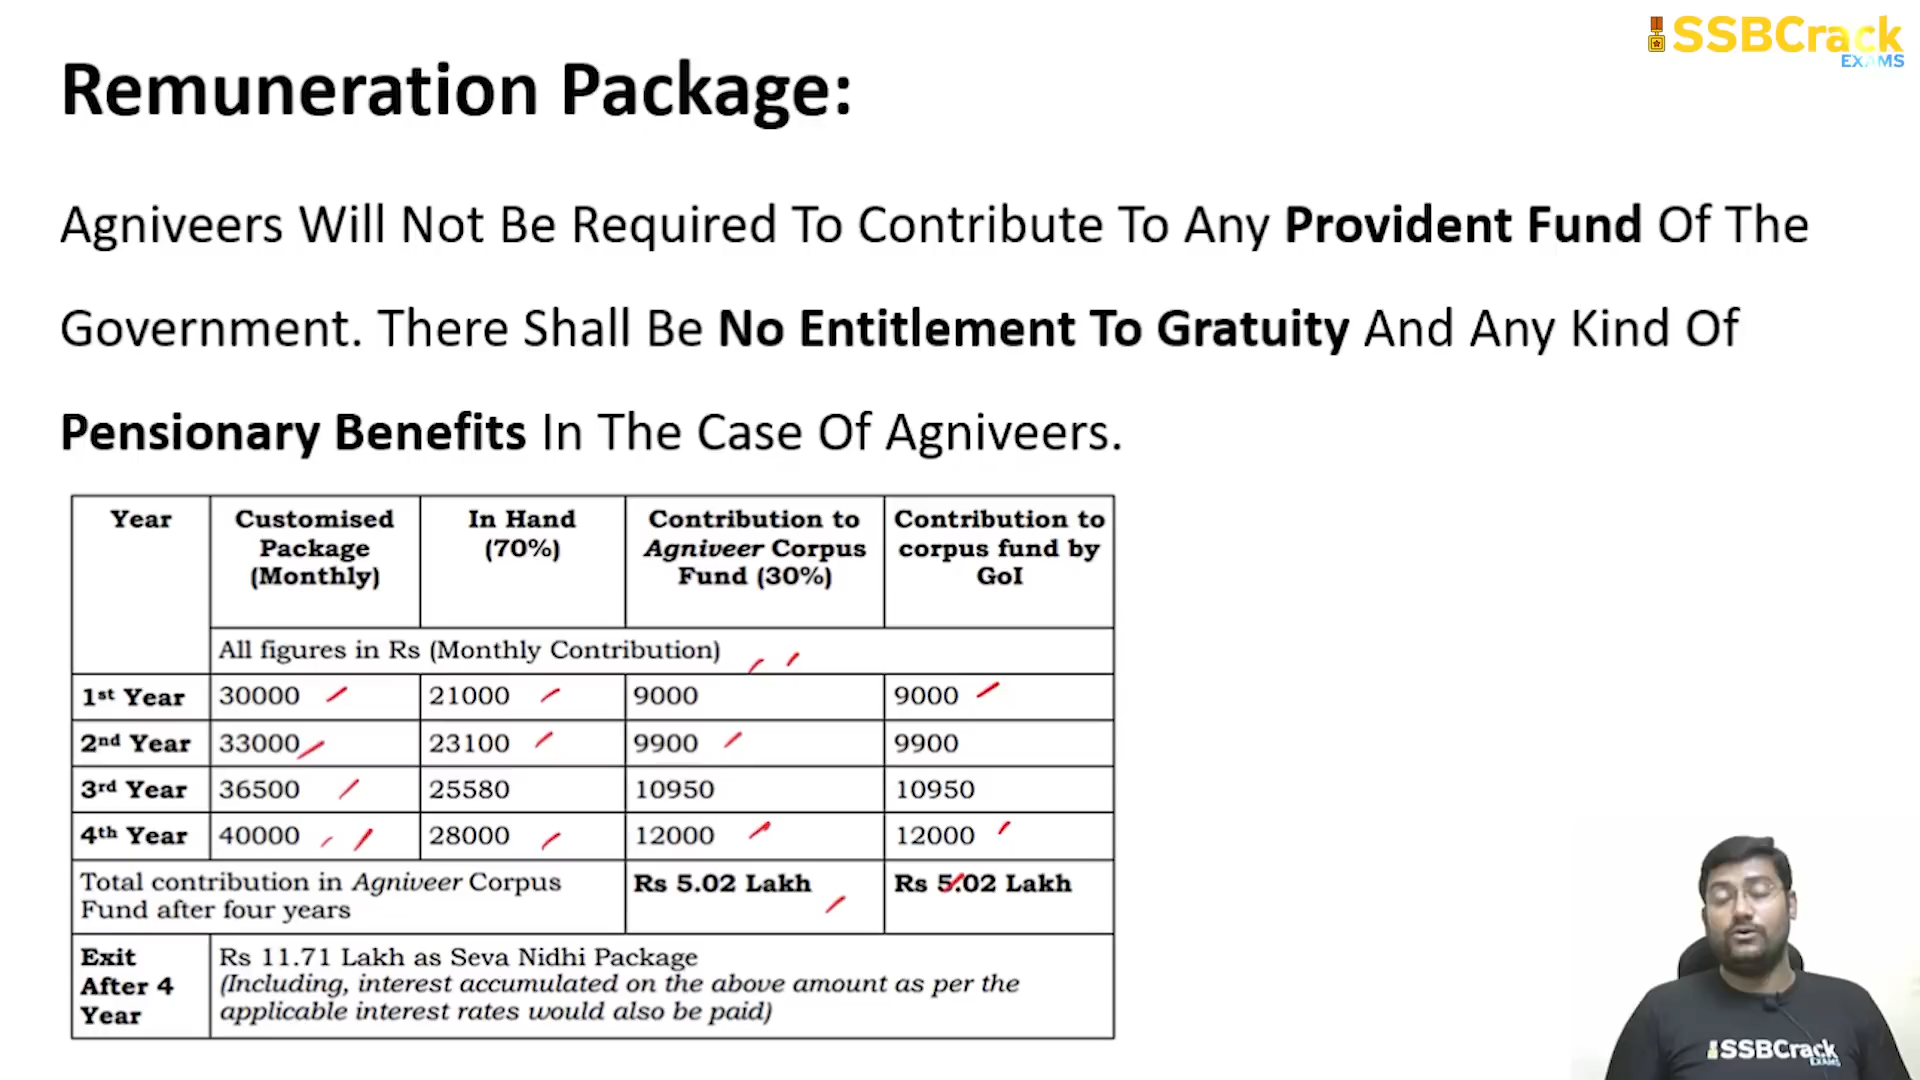 SSBCrack
EXAMS
Remuneration Package:
Agniveers Will Not Be Required To Contribute To Any Provident Fund Of The
Government. There Shall Be No Entitlement To Gratuity And Any Kind Of
Pensionary Benefits In The Case Of Agniveers.
Year
Customised Package (Monthly)
In Hand (70%)
Contribution to Agniveer Corpus Fund (30%)
Contribution to corpus fund by GoI
All figures in Rs (Monthly Contribution)
1st Year 30000 21000 9000 9000
2nd Year 33000 23100 9900 9900
3rd Year 36500 25580 10950 10950
4th Year 40000 28000 12000 12000
Total contribution in Agniveer Corpus
Fund after four years
Rs 5.02 Lakh
Rs 5.02 Lakh
Exit
After 4
Year
Rs 11.71 Lakh as Seva Nidhi Package
(Including, interest accumulated on the above amount as per the
applicable interest rates would also be paid)
SSBCrack
EXAMS